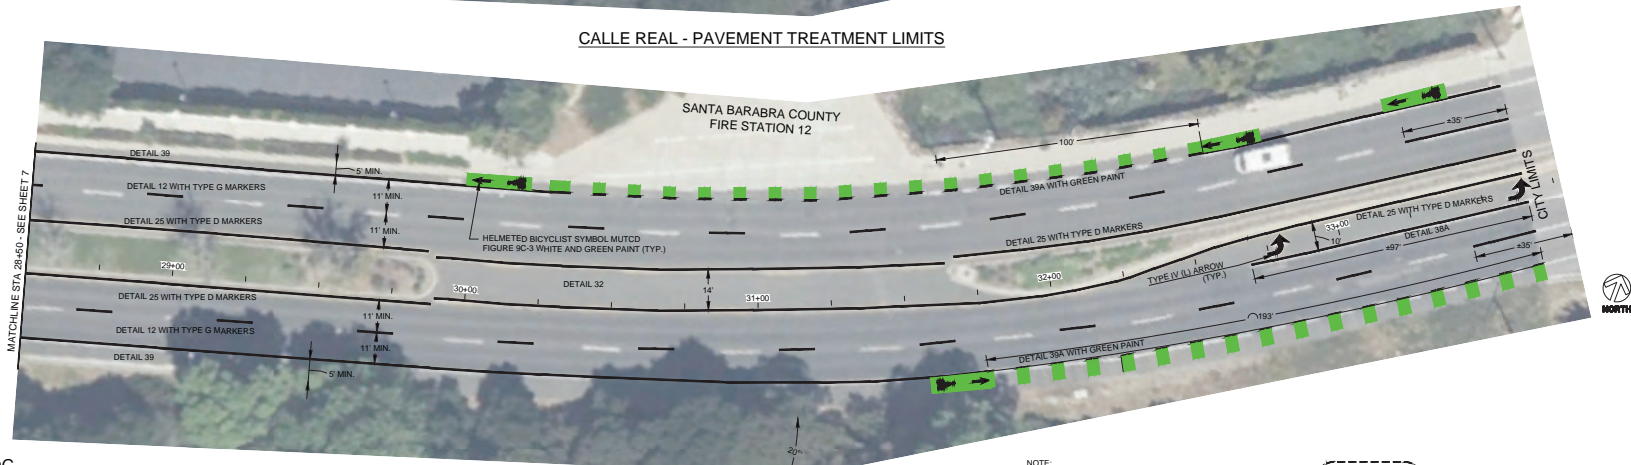 CALLE REAL - PAVEMENT TREATMENT LIMITS
SANTA BARABRA COUNTY
FIRE STATION 12
100'
±35'
DETAIL 39
5' MIN.
DETAIL 12 WITH TYPE G MARKERS
11' MIN.
DETAIL 39A WITH GREEN PAINT
DETAIL 25 WITH TYPE D MARKERS
11' MIN.
HELMETED BICYCLIST SYMBOL MUTCD
FIGURE 9C-3 WHITE AND GREEN PAINT (TYP.)
DETAIL 25 WITH TYPE D MARKERS
CITY LIMITS
MATCHLINE STA 28+50 - SEE SHEET 7
29+00
30+00
DETAIL 32
14'
31+00
32+00
TYPE IV (L) ARROW
(TYP.)
10'
33+00
DETAIL 25 WITH TYPE D MARKERS
DETAIL 38A
±97'
±35'
DETAIL 25 WITH TYPE D MARKERS
11' MIN.
DETAIL 12 WITH TYPE G MARKERS
11' MIN.
193'
DETAIL 39A WITH GREEN PAINT
DETAIL 39
5' MIN.
NORTH
NOTE: